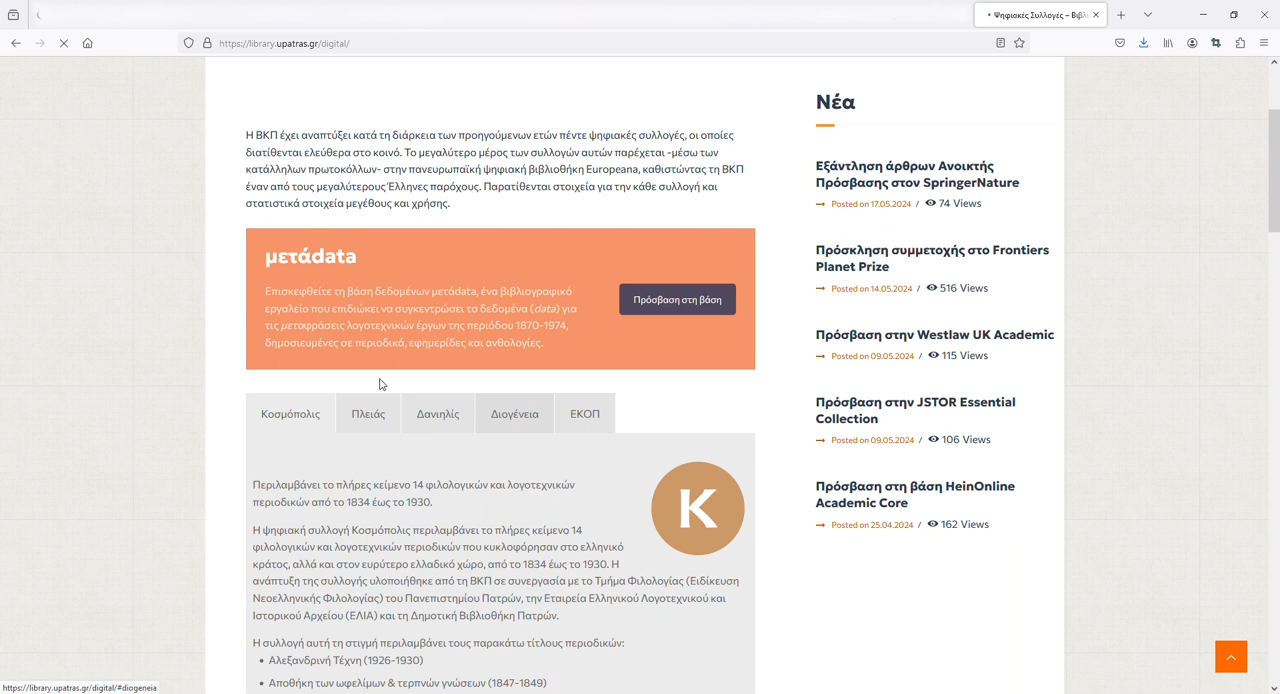 Ψηφιακές Συλλογές – Βιβλι
https://library.upatras.gr/digital/
Η ΒΚΠ έχει αναπτύξει κατά τη διάρκεια των προηγούμενων ετών πέντε ψηφιακές συλλογές, οι οποίες
διατίθενται ελεύθερα στο κοινό. Το μεγαλύτερο μέρος των συλλογών αυτών παρέχεται -μέσω των
κατάλληλων πρωτοκόλλων- στην πανευρωπαϊκή ψηφιακή βιβλιοθήκη Europeana, καθιστώντας τη ΒΚΠ
έναν από τους μεγαλύτερους Έλληνες παρόχους. Παρατίθενται στοιχεία για την κάθε συλλογή και
στατιστικά στοιχεία μεγέθους και χρήσης.
μετάdata
Επισκεφθείτε τη βάση δεδομένων μετάdata, ένα βιβλιογραφικό
εργαλείο που επιδιώκει να συγκεντρώσει τα δεδομένα (data) για
τις μεταφράσεις λογοτεχνικών έργων της περιόδου 1870-1974,
δημοσιευμένες σε περιοδικά, εφημερίδες και ανθολογίες.
Πρόσβαση στη βάση
Κοσμόπολις Πλειάς Δανιηλίς Διογένεια ΕΚΟΠ
Περιλαμβάνει το πλήρες κείμενο 14 φιλολογικών και λογοτεχνικών
περιοδικών από το 1834 έως το 1930.
K
Η ψηφιακή συλλογή Κοσμόπολις περιλαμβάνει το πλήρες κείμενο 14
φιλολογικών και λογοτεχνικών περιοδικών που κυκλοφόρησαν στο ελληνικό
κράτος, αλλά και στον ευρύτερο ελλαδικό χώρο, από το 1834 έως το 1930. Η
ανάπτυξη της συλλογής υλοποιήθηκε από τη ΒΚΠ σε συνεργασία με το Τμήμα Φιλολογίας (Ειδίκευση
Νεοελληνικής Φιλολογίας) του Πανεπιστημίου Πατρών, την Εταιρεία Ελληνικού Λογοτεχνικού και
Ιστορικού Αρχείου (ΕΛΙΑ) και τη Δημοτική Βιβλιοθήκη Πατρών.
Η συλλογή αυτή τη στιγμή περιλαμβάνει τους παρακάτω τίτλους περιοδικών:
• Αλεξανδρινή Τέχνη (1926-1930)
• Αποθήκη των ωφελίμων & τερπνών γνώσεων (1847-1849)
Νέα
Εξάντληση άρθρων Ανοικτής
Πρόσβασης στον SpringerNature
Posted on 17.05.2024 / 74 Views
Πρόσκληση συμμετοχής στο Frontiers
Planet Prize
Posted on 14.05.2024 / 516 Views
Πρόσβαση στην Westlaw UK Academic
Posted on 09.05.2024 / 115 Views
Πρόσβαση στην JSTOR Essential
Collection
Posted on 09.05.2024 / 106 Views
Πρόσβαση στη βάση HeinOnline
Academic Core
Posted on 25.04.2024 / 162 Views
https://library.upatras.gr/digital/#diogeneia